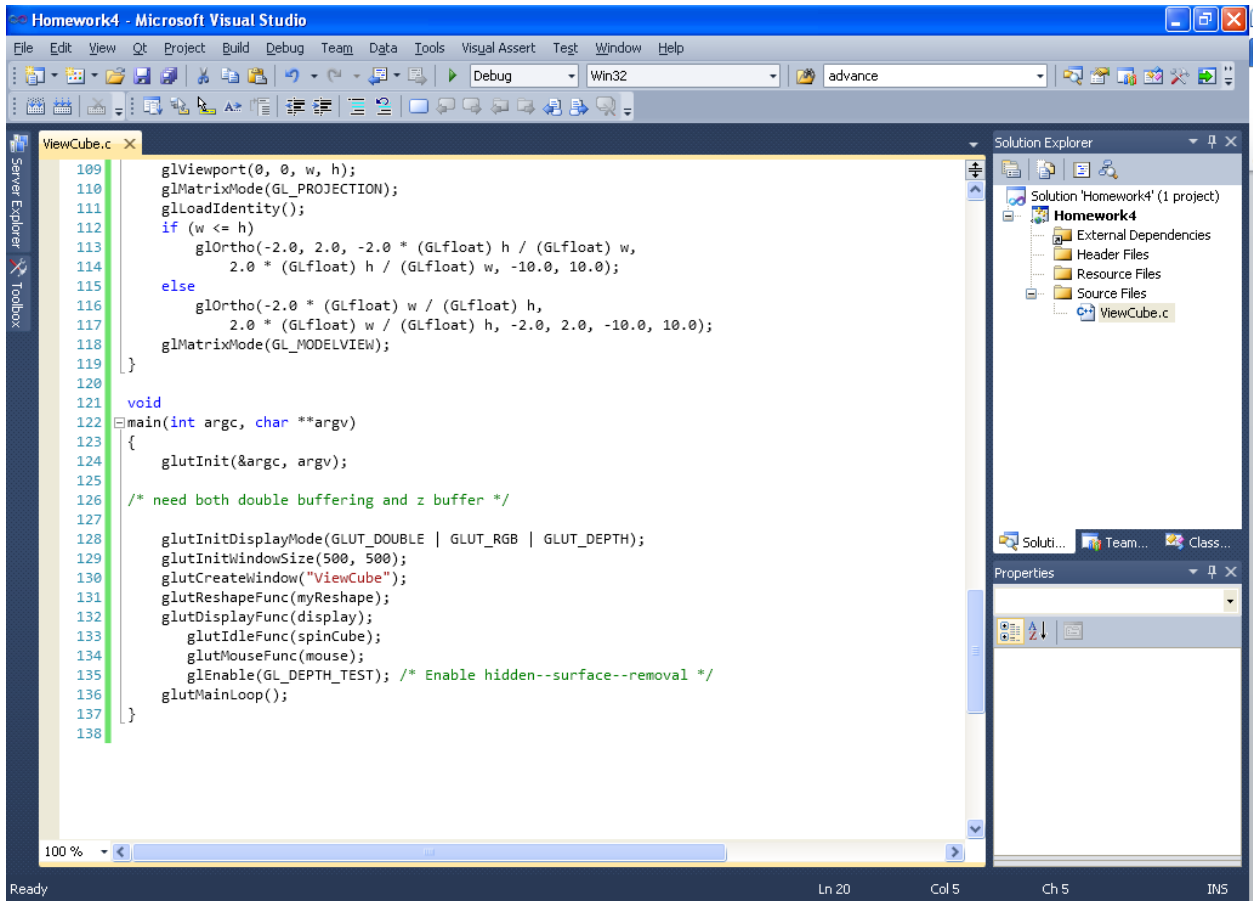 Homework4 - Microsoft Visual Studio
File Edit View Qt Project Build Debug Team Data Tools Visual Assert Test Window Help
Debug Win32 advance
Server Explorer
Toolbox
ViewCube.c
109 glViewport(0, 0, w, h);
110 glMatrixMode(GL_PROJECTION);
111 glLoadIdentity();
112 if (w <= h)
113 glOrtho(-2.0, 2.0, -2.0 * (GLfloat) h / (GLfloat) w,
114 2.0 * (GLfloat) h / (GLfloat) w, -10.0, 10.0);
115 else
116 glOrtho(-2.0 * (GLfloat) w / (GLfloat) h,
117 2.0 * (GLfloat) w / (GLfloat) h, -2.0, 2.0, -10.0, 10.0);
118 glMatrixMode(GL_MODELVIEW);
119 }
120
121 void
122 main(int argc, char **argv)
123 {
124 glutInit(&argc, argv);
125
126 /* need both double buffering and z buffer */
127
128 glutInitDisplayMode(GLUT_DOUBLE | GLUT_RGB | GLUT_DEPTH);
129 glutInitWindowSize(500, 500);
130 glutCreateWindow("ViewCube");
131 glutReshapeFunc(myReshape);
132 glutDisplayFunc(display);
133 glutIdleFunc(spinCube);
134 glutMouseFunc(mouse);
135 glEnable(GL_DEPTH_TEST); /* Enable hidden--surface--removal */
136 glutMainLoop();
137 }
138
100 %
Solution Explorer
Solution 'Homework4' (1 project)
Homework4
External Dependencies
Header Files
Resource Files
Source Files
ViewCube.c
Soluti... Team... Class...
Properties
Ready Ln 20 Col 5 Ch 5 INS